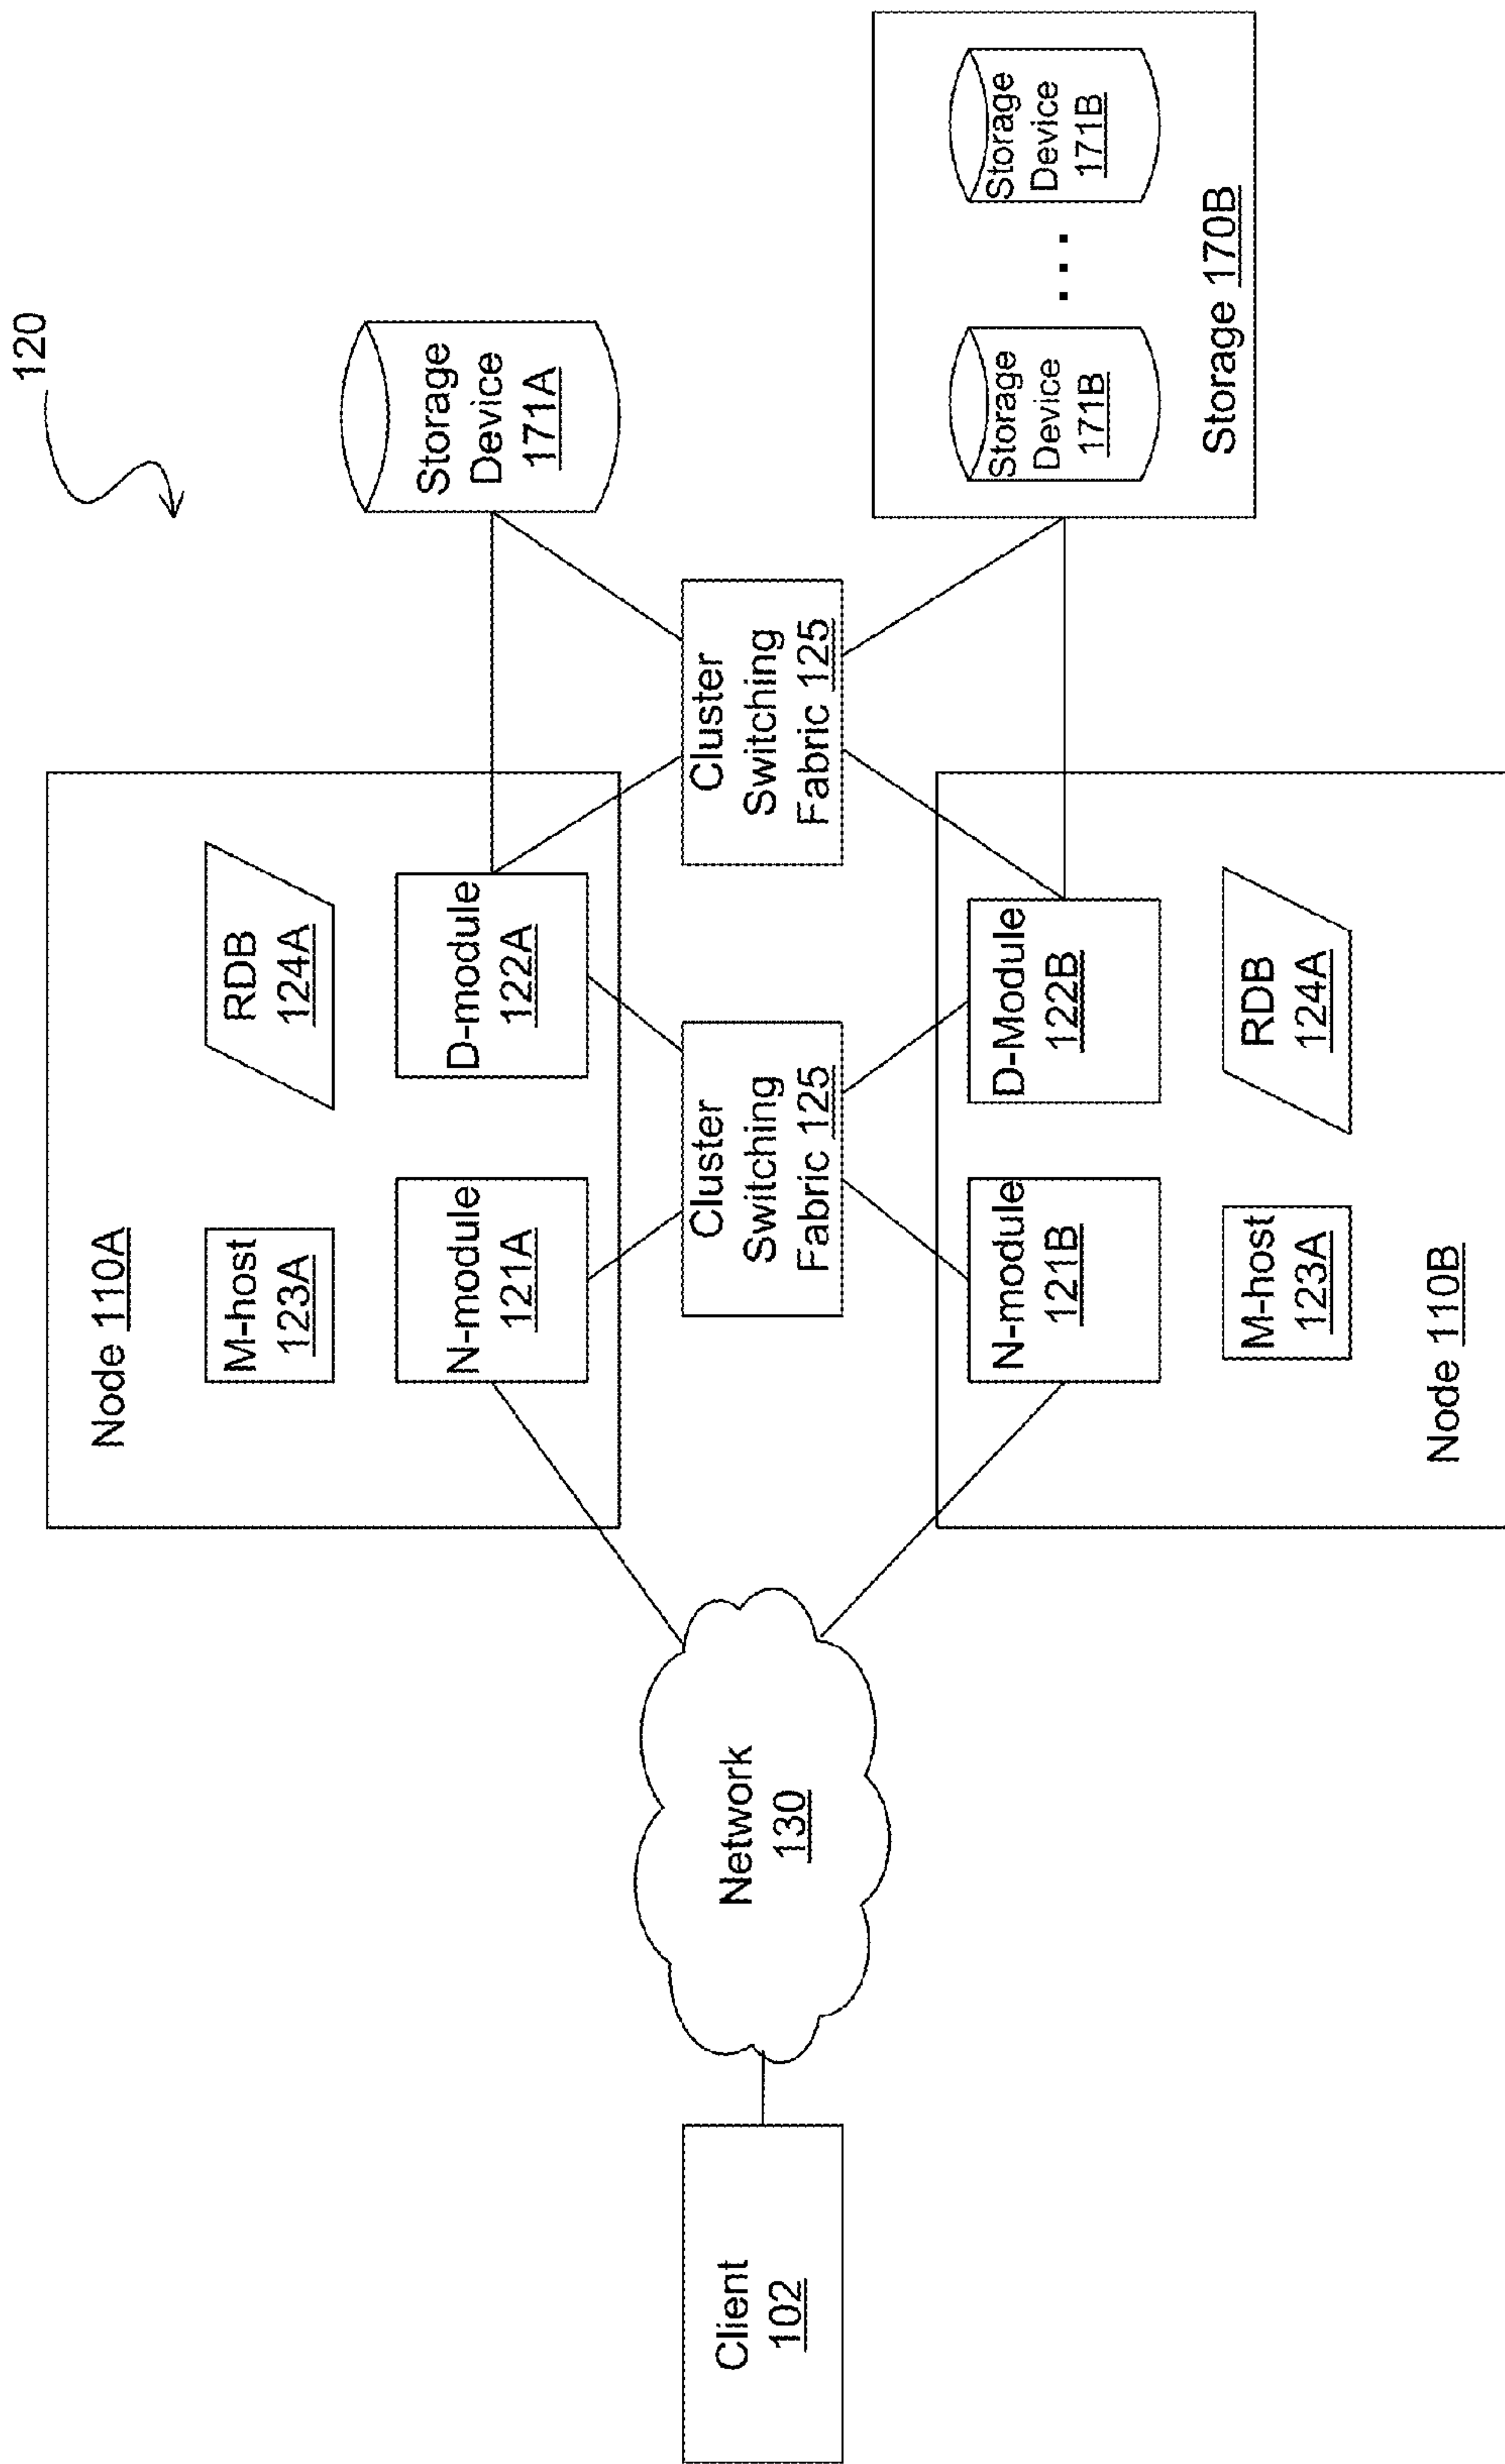 120
Node 110A
M-host
123A
RDB
124A
N-module
121A
D-module
122A
Storage
Device
171A
Client
102
Network
130
Cluster
Switching
Fabric 125
Cluster
Switching
Fabric 125
N-module
121B
D-Module
122B
M-host
123A
RDB
124A
Node 110B
Storage
Device
171B
...
Storage
Device
171B
Storage 170B